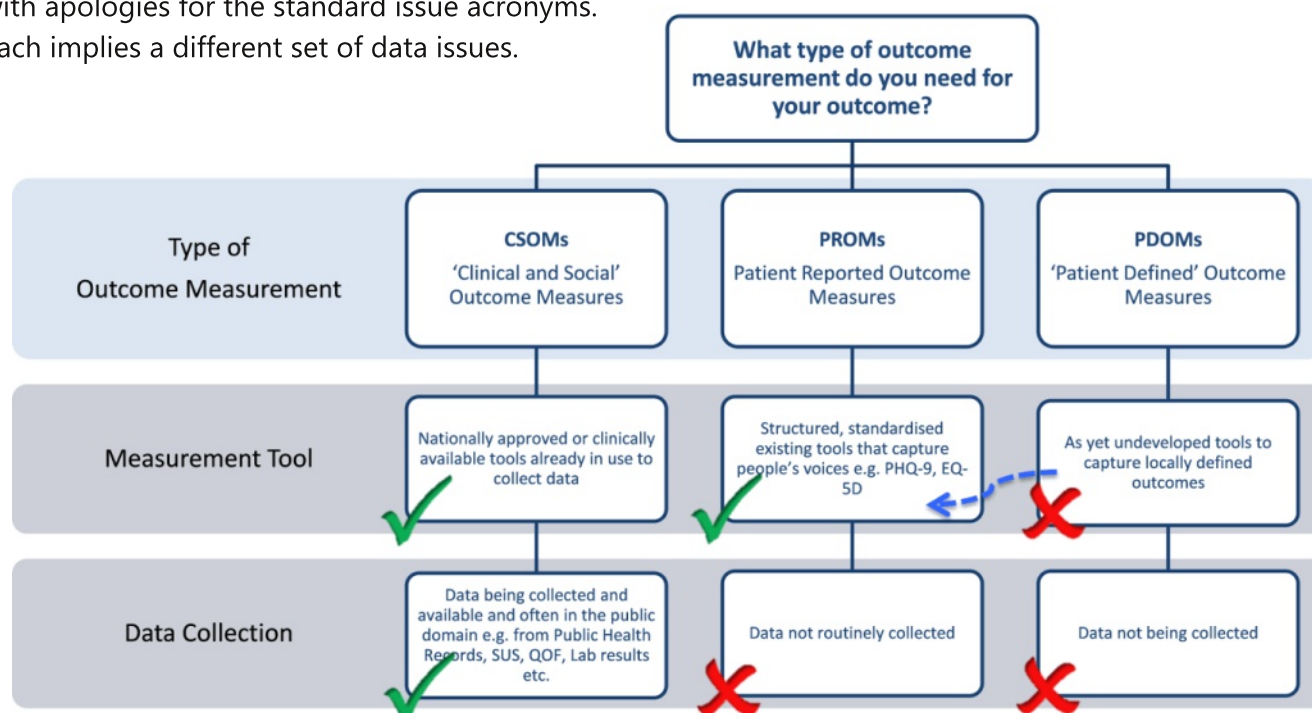 with apologies for the standard issue acronyms.
ach implies a different set of data issues.
What type of outcome
measurement do you need for
your outcome?
Type of
Outcome Measurement
CSOMs
‘Clinical and Social’
Outcome Measures
PROMs
Patient Reported Outcome
Measures
PDOMs
‘Patient Defined’ Outcome
Measures
Measurement Tool
Nationally approved or clinically
available tools already in use to
collect data
Structured, standardised
existing tools that capture
people’s voices e.g. PHQ-9, EQ-
5D
As yet undeveloped tools to
capture locally defined
outcomes
Data Collection
Data being collected and
available and often in the public
domain e.g. from Public Health
Records, SUS, QOF, Lab results
etc.
Data not routinely collected
Data not being collected